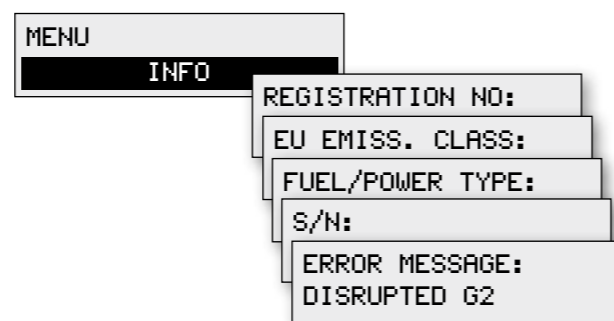 MENU
INFO
REGISTRATION NO:
EU EMISS. CLASS:
FUEL/POWER TYPE:
S/N:
ERROR MESSAGE:
DISRUPTED G2